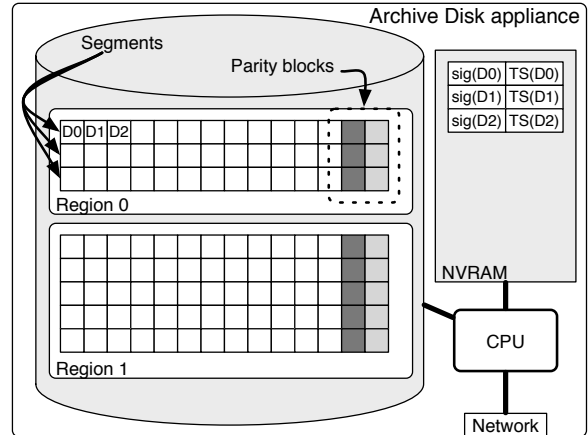 Archive Disk appliance
Segments
Parity blocks
D0 D1 D2
Region 0
Region 1
sig(D0) TS(D0)
sig(D1) TS(D1)
sig(D2) TS(D2)
NVRAM
CPU
Network